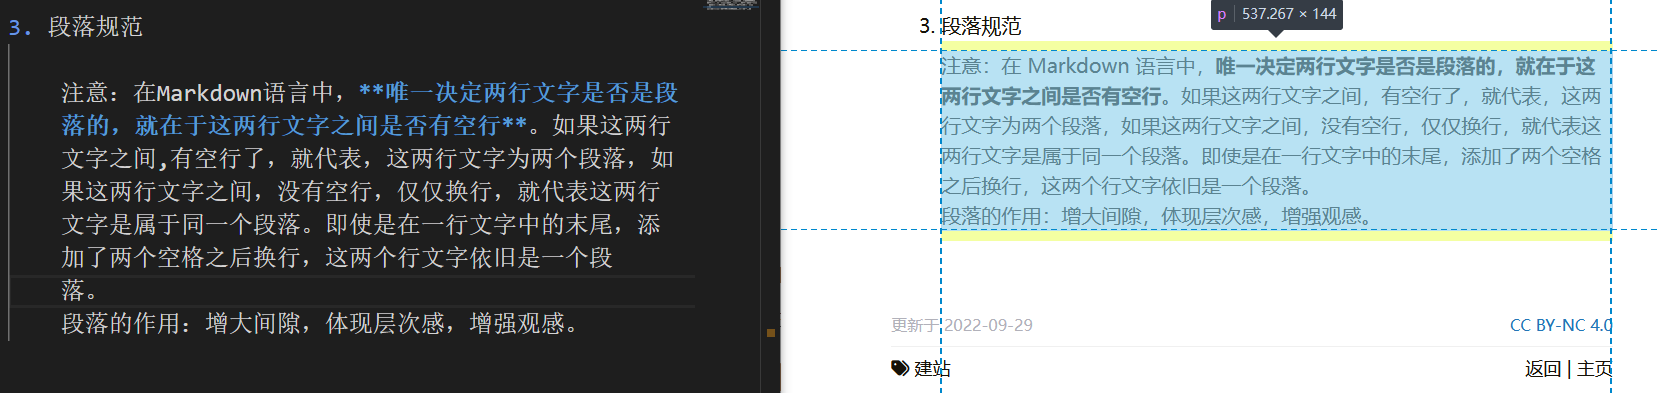 3. 段落规范
注意：在Markdown语言中，**唯一决定两行文字是否是段
落的，就在于这两行文字之间是否有空行**。如果这两行
文字之间,有空行了，就代表，这两行文字为两个段落，如
果这两行文字之间，没有空行，仅仅换行，就代表这两行
文字是属于同一个段落。即使是在一行文字中的末尾，添
加了两个空格之后换行，这两个行文字依旧是一个段
落。
段落的作用：增大间隙，体现层次感，增强观感。
p 537.267 × 144
3. 段落规范
注意：在 Markdown 语言中，唯一决定两行文字是否是段落的，就在于这
两行文字之间是否有空行。如果这两行文字之间，有空行了，就代表，这两
行文字为两个段落，如果这两行文字之间，没有空行，仅仅换行，就代表这
两行文字是属于同一个段落。即使是在一行文字中的末尾，添加了两个空格
之后换行，这两个行文字依旧是一个段落。
段落的作用：增大间隙，体现层次感，增强观感。
更新于 2022-09-29
CC BY-NC 4.0
建站
返回 | 主页